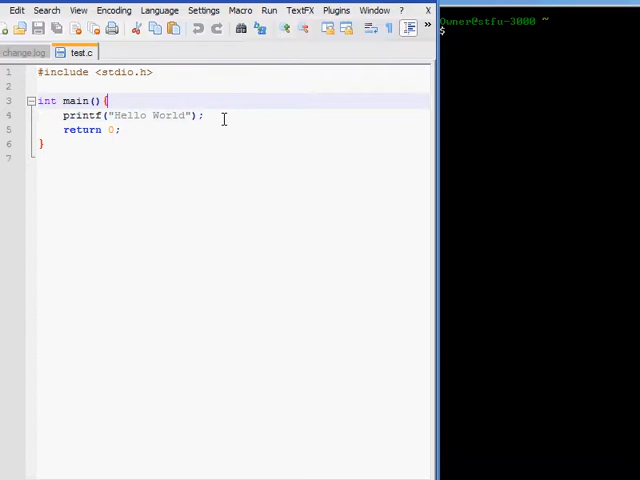 Edit Search View Encoding Language Settings Macro Run TextFX Plugins Window ? X
change.log test.c
1 #include <stdio.h>
2
3 int main(){
4 printf("Hello World");
5 return 0;
6 }
7
Owner@stfu-3000 ~
$